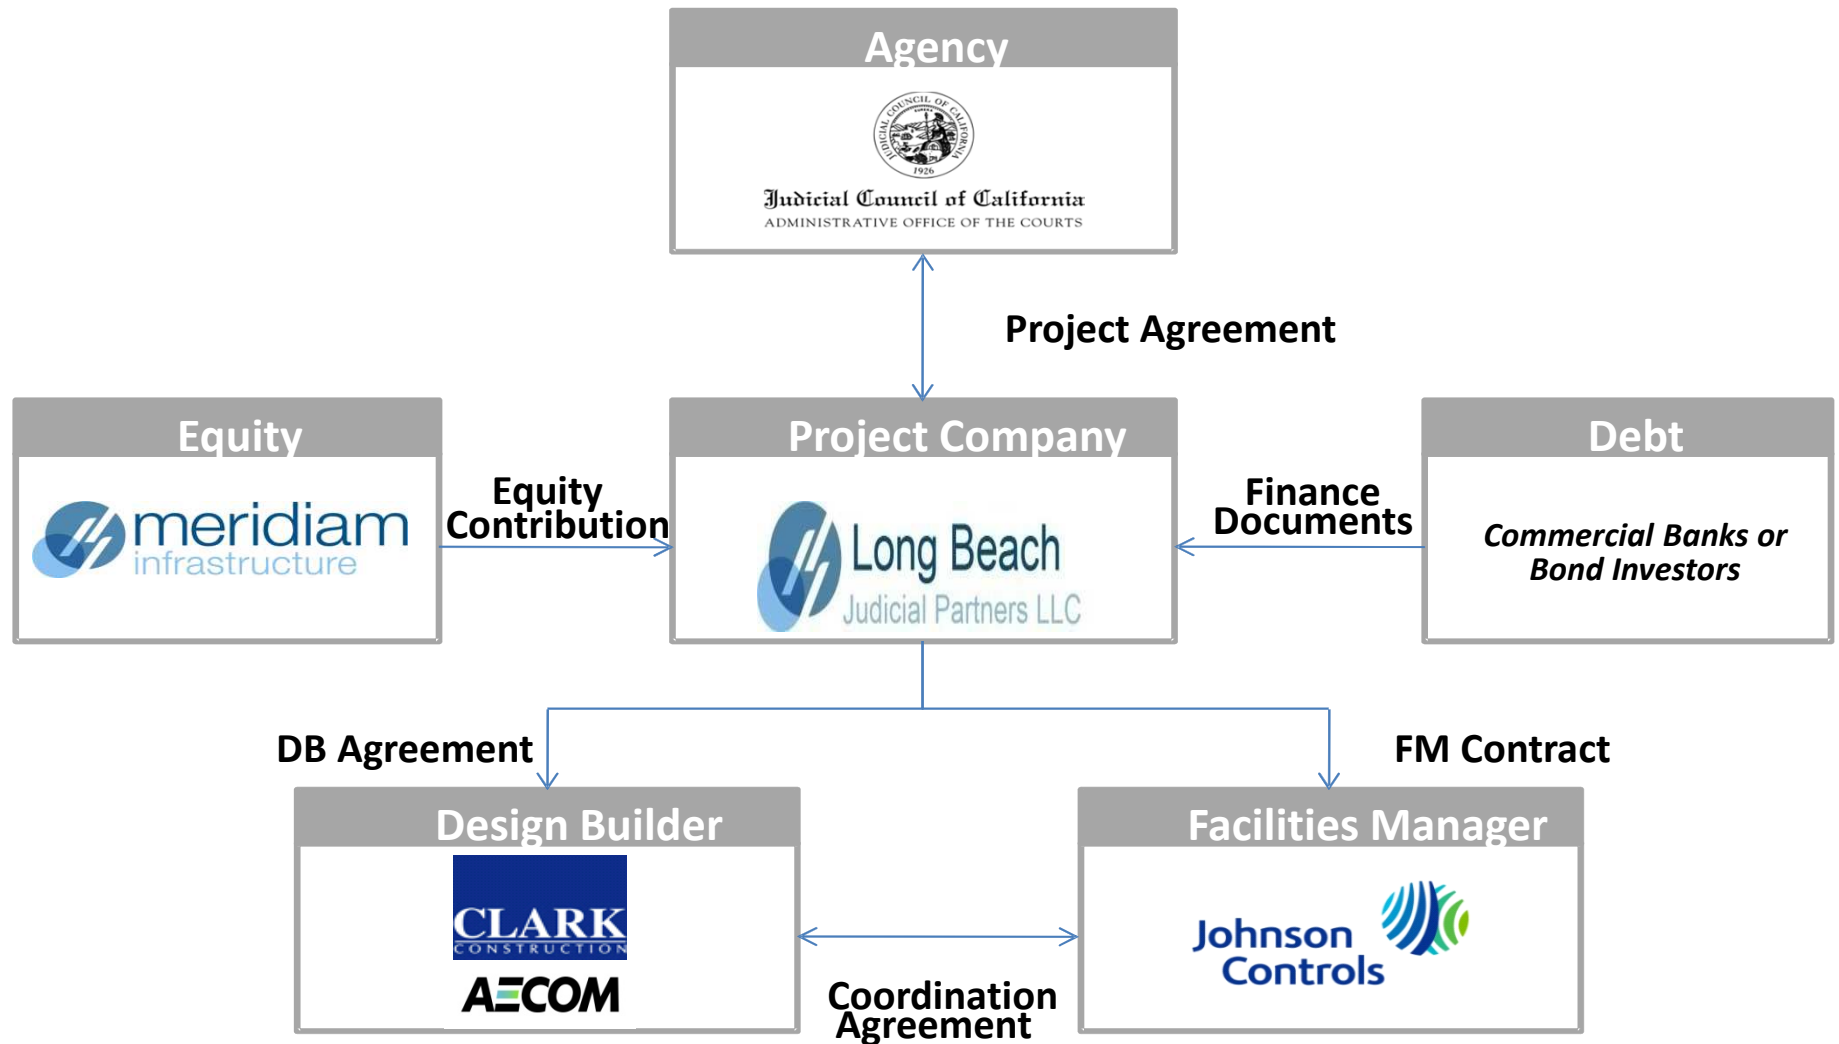 Agency
JUDICIAL COUNCIL OF CALIFORNIA
EUREKA
1926
Judicial Council of California
ADMINISTRATIVE OFFICE OF THE COURTS
Project Agreement
Equity
meridiam
infrastructure
Equity
Contribution
Project Company
Long Beach
Judicial Partners LLC
Finance
Documents
Debt
Commercial Banks or
Bond Investors
DB Agreement
FM Contract
Design Builder
CLARK
CONSTRUCTION
AECOM
Coordination
Agreement
Facilities Manager
Johnson
Controls